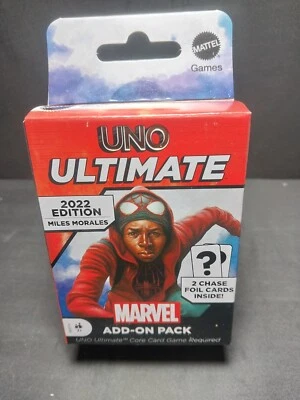 MATTEL
Games
UNO
ULTIMATE
2022
EDITION
MILES MORALES
?
2 CHASE
FOIL CARDS
INSIDE!
MARVEL
ADD-ON PACK
UNO Ultimate™ Core Card Game Required